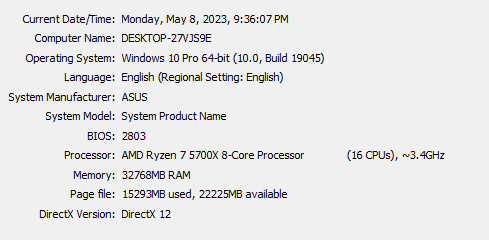 Current Date/Time: Monday, May 8, 2023, 9:36:07 PM
Computer Name: DESKTOP-27VJS9E
Operating System: Windows 10 Pro 64-bit (10.0, Build 19045)
Language: English (Regional Setting: English)
System Manufacturer: ASUS
System Model: System Product Name
BIOS: 2803
Processor: AMD Ryzen 7 5700X 8-Core Processor (16 CPUs), ~3.4GHz
Memory: 32768MB RAM
Page file: 15293MB used, 22225MB available
DirectX Version: DirectX 12